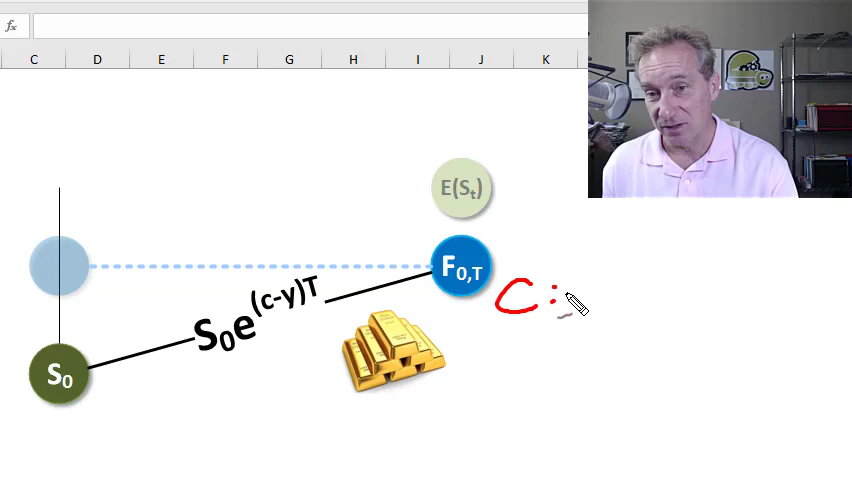 fx
C D E F G H I J K
E(St)
F0,T
S0e(c-y)T
C :
S0